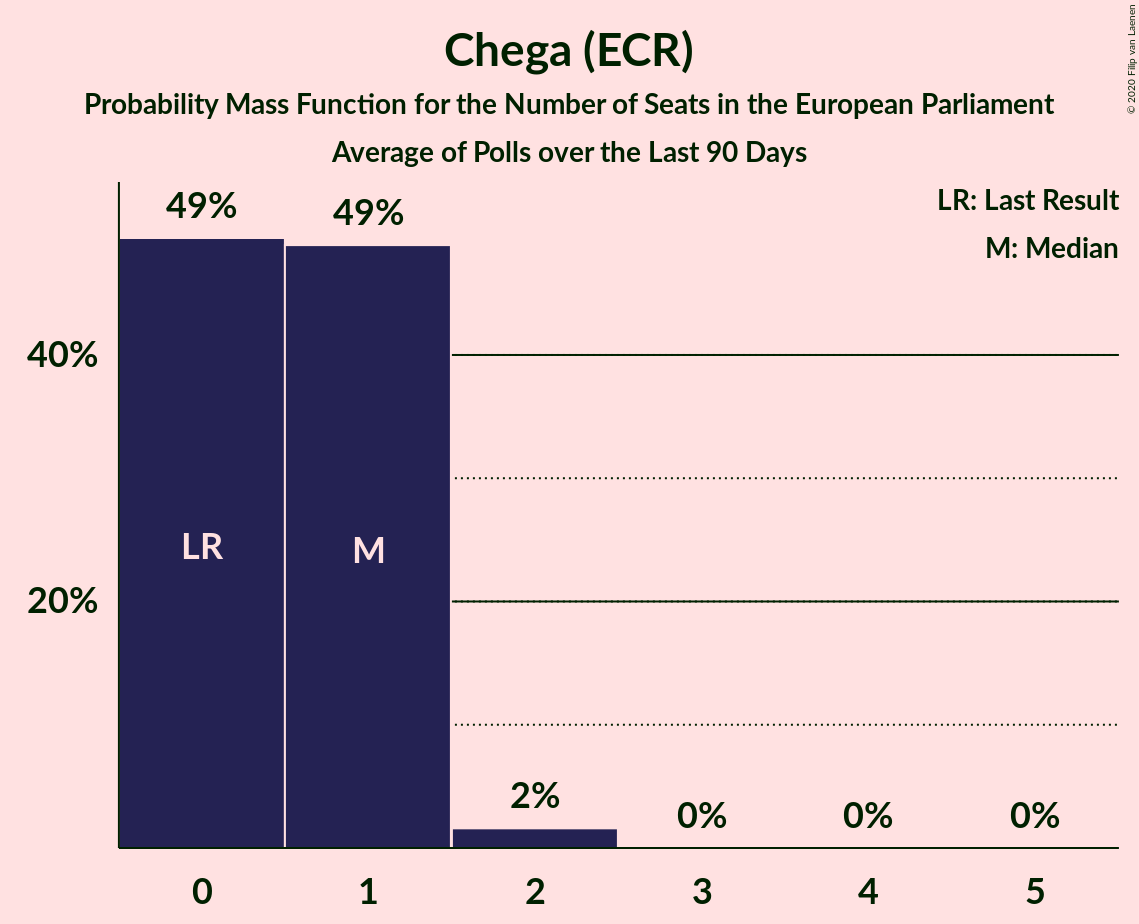 Chega (ECR)
Probability Mass Function for the Number of Seats in the European Parliament
Average of Polls over the Last 90 Days
© 2020 Filip van Laenen
LR: Last Result
M: Median
49%
49%
40%
LR
M
20%
2%
0%
0%
0%
0
1
2
3
4
5